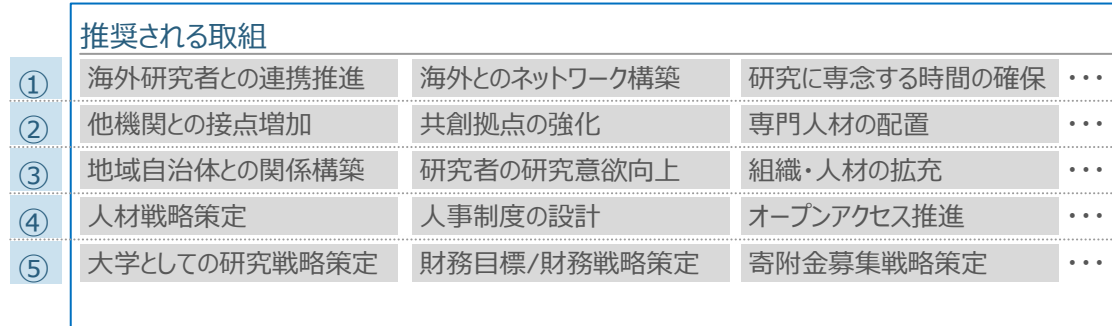 推奨される取組
① 海外研究者との連携推進 海外とのネットワーク構築 研究に専念する時間の確保 ・・・
② 他機関との接点増加 共創拠点の強化 専門人材の配置 ・・・
③ 地域自治体との関係構築 研究者の研究意欲向上 組織・人材の拡充 ・・・
④ 人材戦略策定 人事制度の設計 オープンアクセス推進 ・・・
⑤ 大学としての研究戦略策定 財務目標/財務戦略策定 寄附金募集戦略策定 ・・・